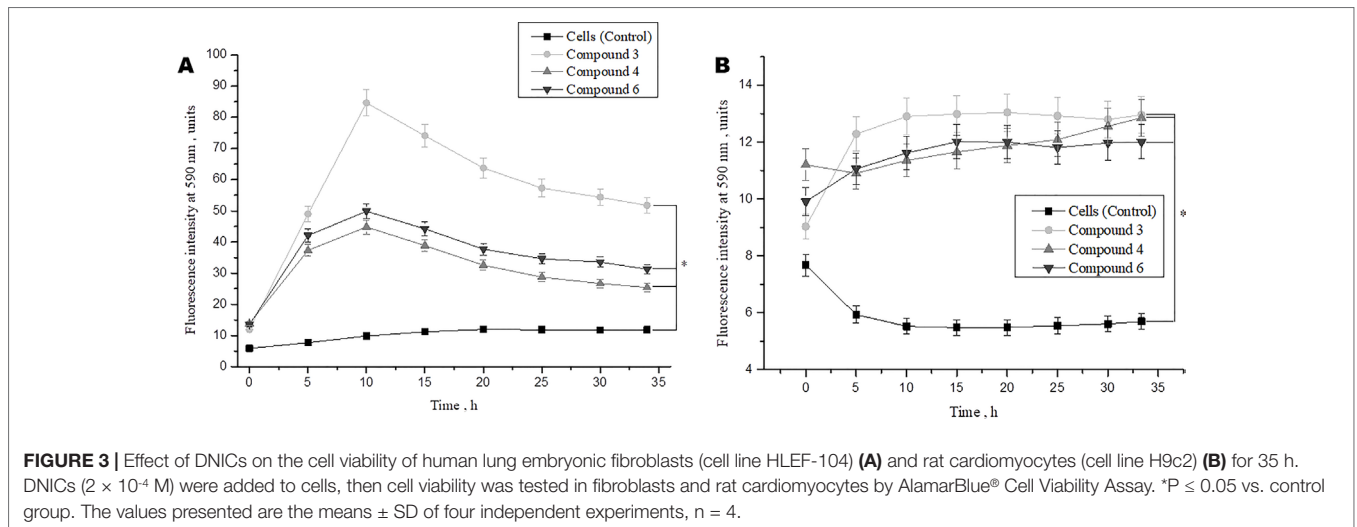 A
Cells (Control)
Compound 3
Compound 4
Compound 6
Fluorescence intensity at 590 nm , units
100
90
80
70
60
50
40
30
20
10
0
0 5 10 15 20 25 30 35
Time , h
*
B
Fluorescence intensity at 590 nm , units
14
12
10
8
6
4
Cells (Control)
Compound 3
Compound 4
Compound 6
0 5 10 15 20 25 30 35
Time , h
*
FIGURE 3 | Effect of DNICs on the cell viability of human lung embryonic fibroblasts (cell line HLEF-104) (A) and rat cardiomyocytes (cell line H9c2) (B) for 35 h.
DNICs (2 × 10⁻⁴ M) were added to cells, then cell viability was tested in fibroblasts and rat cardiomyocytes by AlamarBlue® Cell Viability Assay. *P ≤ 0.05 vs. control
group. The values presented are the means ± SD of four independent experiments, n = 4.